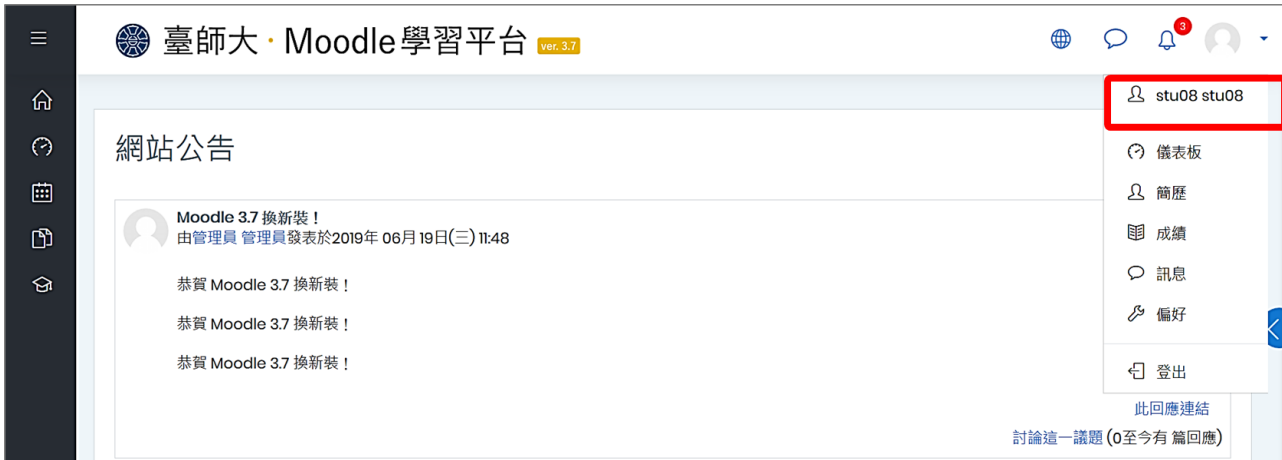 臺師大·Moodle學習平台 ver. 3.7
3
stu08 stu08
儀表板
簡歷
成績
訊息
偏好
登出
網站公告
Moodle 3.7 換新裝！
由管理員 管理員發表於2019年 06月 19日(三) 11:48
恭賀 Moodle 3.7 換新裝！
恭賀 Moodle 3.7 換新裝！
恭賀 Moodle 3.7 換新裝！
此回應連結
討論這一議題 (0至今有 篇回應)